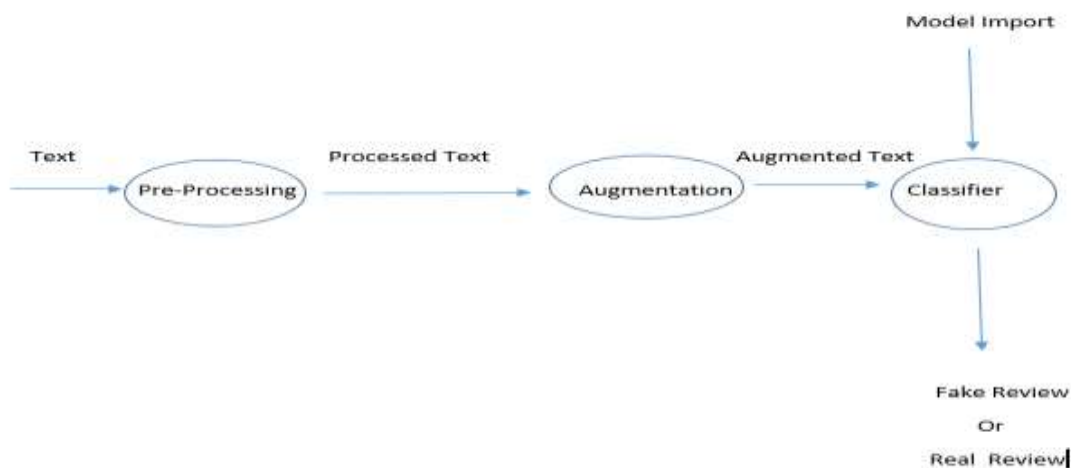 Model Import
Text
Processed Text
Augmented Text
Pre-Processing
Augmentation
Classifier
Fake Review
Or
Real Review